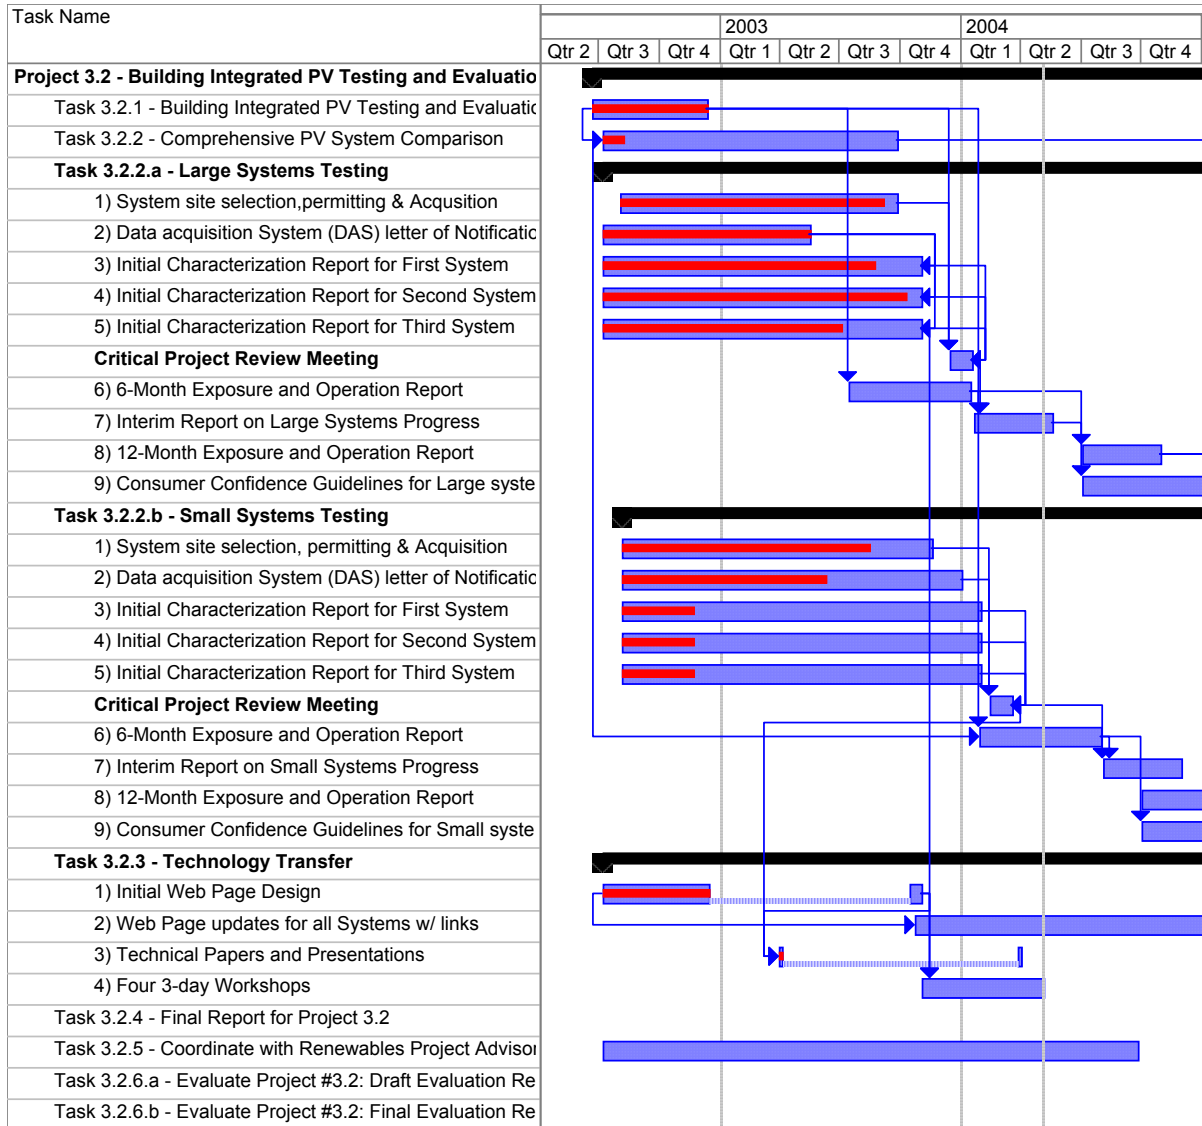 Task Name
2003 2004
Qtr 2 Qtr 3 Qtr 4 Qtr 1 Qtr 2 Qtr 3 Qtr 4 Qtr 1 Qtr 2 Qtr 3 Qtr 4
Project 3.2 - Building Integrated PV Testing and Evaluatio
Task 3.2.1 - Building Integrated PV Testing and Evaluatic
Task 3.2.2 - Comprehensive PV System Comparison
Task 3.2.2.a - Large Systems Testing
1) System site selection,permitting & Acqusition
2) Data acquisition System (DAS) letter of Notificatic
3) Initial Characterization Report for First System
4) Initial Characterization Report for Second System
5) Initial Characterization Report for Third System
Critical Project Review Meeting
6) 6-Month Exposure and Operation Report
7) Interim Report on Large Systems Progress
8) 12-Month Exposure and Operation Report
9) Consumer Confidence Guidelines for Large syste
Task 3.2.2.b - Small Systems Testing
1) System site selection, permitting & Acquisition
2) Data acquisition System (DAS) letter of Notificatic
3) Initial Characterization Report for First System
4) Initial Characterization Report for Second System
5) Initial Characterization Report for Third System
Critical Project Review Meeting
6) 6-Month Exposure and Operation Report
7) Interim Report on Small Systems Progress
8) 12-Month Exposure and Operation Report
9) Consumer Confidence Guidelines for Small syste
Task 3.2.3 - Technology Transfer
1) Initial Web Page Design
2) Web Page updates for all Systems w/ links
3) Technical Papers and Presentations
4) Four 3-day Workshops
Task 3.2.4 - Final Report for Project 3.2
Task 3.2.5 - Coordinate with Renewables Project Advisor
Task 3.2.6.a - Evaluate Project #3.2: Draft Evaluation Re
Task 3.2.6.b - Evaluate Project #3.2: Final Evaluation Re